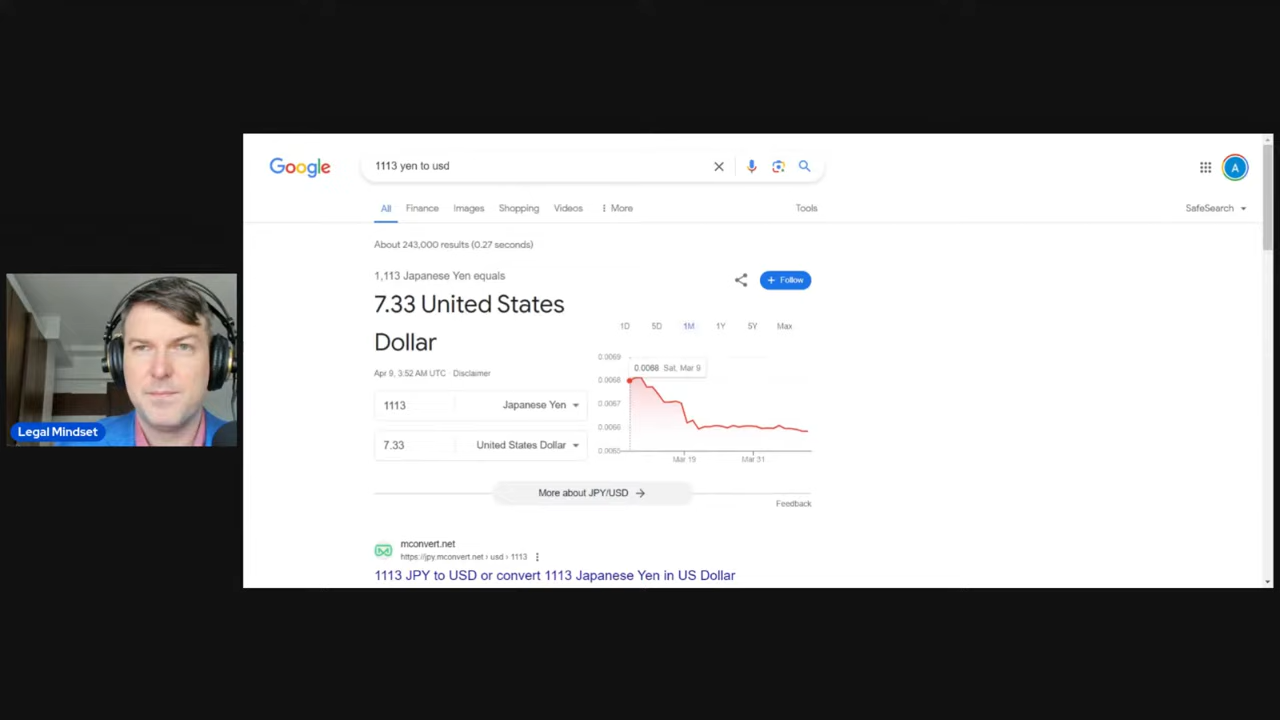 Google
1113 yen to usd
A
All Finance Images Shopping Videos More Tools
SafeSearch
About 243,000 results (0.27 seconds)
1,113 Japanese Yen equals
7.33 United States
Dollar
Follow
Apr 9, 3:52 AM UTC · Disclaimer
1113 Japanese Yen
7.33 United States Dollar
1D 5D 1M 1Y 5Y Max
0.0069
0.0068 Sat, Mar 9
0.0068
0.0067
0.0066
0.0065
Mar 19 Mar 31
More about JPY/USD
Feedback
mconvert.net
https://jpy.mconvert.net › usd › 1113
1113 JPY to USD or convert 1113 Japanese Yen in US Dollar
Legal Mindset